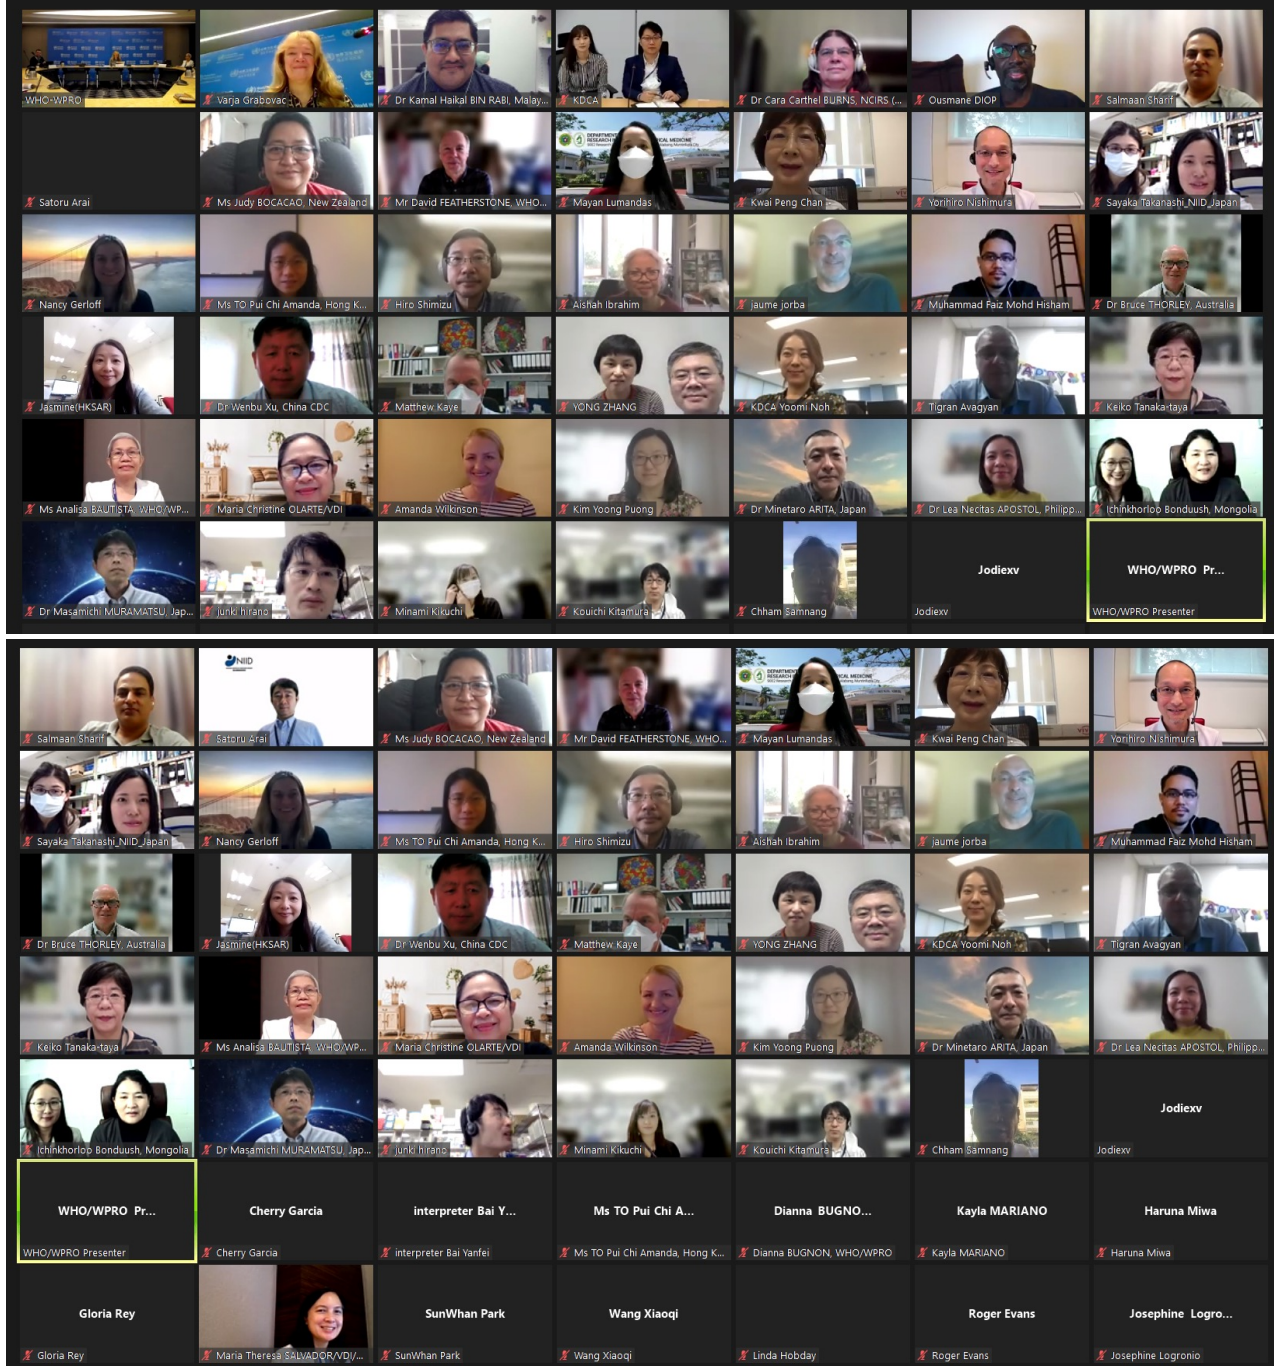 WHO-WPRO
Varja Grabovac
Dr Kamal Haikal BIN RABI, Malay...
KDCA
Dr Cara Carthel BURNS, NCIRS (...
Ousmane DIOP
Salmaan Sharif
Satoru Arai
Ms Judy BOCACAO, New Zealand
Mr David FEATHERSTONE, WHO...
Mayan Lumandas
Kwai Peng Chan
Yorihiro Nishimura
Sayaka Takanashi_NIID_Japan
Nancy Gerloff
Ms TO Pui Chi Amanda, Hong K...
Hiro Shimizu
Aishah Ibrahim
jaume jorba
Muhammad Faiz Mohd Hisham
Dr Bruce THORLEY, Australia
Jasmine(HKSAR)
Dr Wenbu Xu, China CDC
Matthew Kaye
YONG ZHANG
KDCA Yoomi Noh
Tigran Avagyan
Keiko Tanaka-taya
Ms Analisa BAUTISTA, WHO/WP...
Maria Christine OLARTE/VDI
Amanda Wilkinson
Kim Yoong Puong
Dr Minetaro ARITA, Japan
Dr Lea Necitas APOSTOL, Philipp...
Ichinkhorloo Bonduush, Mongolia
Dr Masamichi MURAMATSU, Jap...
junki hirano
Minami Kikuchi
Kouichi Kitamura
Chham Samnang
Jodiexv
Jodiexv
WHO/WPRO Pr...
WHO/WPRO Presenter
Salmaan Sharif
NIID
Satoru Arai
Ms Judy BOCACAO, New Zealand
Mr David FEATHERSTONE, WHO...
Mayan Lumandas
Kwai Peng Chan
Yorihiro Nishimura
Sayaka Takanashi_NIID_Japan
Nancy Gerloff
Ms TO Pui Chi Amanda, Hong K...
Hiro Shimizu
Aishah Ibrahim
jaume jorba
Muhammad Faiz Mohd Hisham
Dr Bruce THORLEY, Australia
Jasmine(HKSAR)
Dr Wenbu Xu, China CDC
Matthew Kaye
YONG ZHANG
KDCA Yoomi Noh
Tigran Avagyan
Keiko Tanaka-taya
Ms Analisa BAUTISTA, WHO/WP...
Maria Christine OLARTE/VDI
Amanda Wilkinson
Kim Yoong Puong
Dr Minetaro ARITA, Japan
Dr Lea Necitas APOSTOL, Philipp...
Ichinkhorloo Bonduush, Mongolia
Dr Masamichi MURAMATSU, Jap...
junki hirano
Minami Kikuchi
Kouichi Kitamura
Chham Samnang
Jodiexv
Jodiexv
WHO/WPRO Pr...
WHO/WPRO Presenter
Cherry Garcia
Cherry Garcia
interpreter Bai Y...
interpreter Bai Yanfei
Ms TO Pui Chi A...
Ms TO Pui Chi Amanda, Hong K...
Dianna BUGNO...
Dianna BUGNON, WHO/WPRO
Kayla MARIANO
Kayla MARIANO
Haruna Miwa
Haruna Miwa
Gloria Rey
Gloria Rey
Maria Theresa SALVADOR/VDI/...
SunWhan Park
SunWhan Park
Wang Xiaoqi
Wang Xiaoqi
Linda Hobday
Roger Evans
Roger Evans
Josephine Logro...
Josephine Logronio